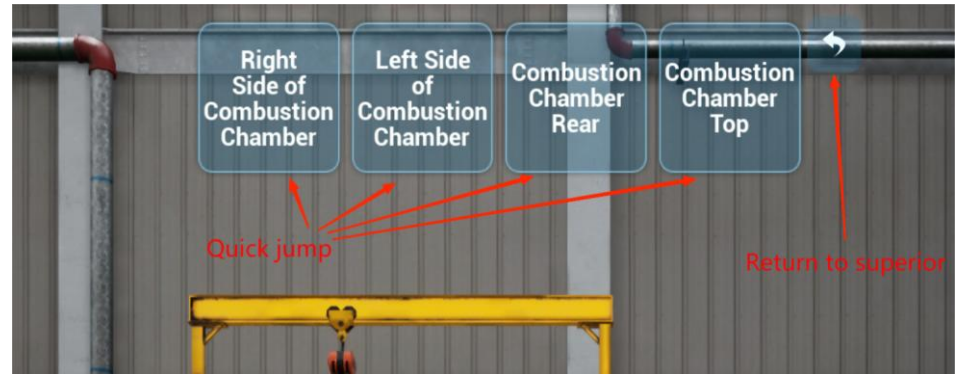 Right
Side of
Combustion
Chamber
Left Side
of
Combustion
Chamber
Combustion
Chamber
Rear
Combustion
Chamber
Top
Quick jump
Return to superior